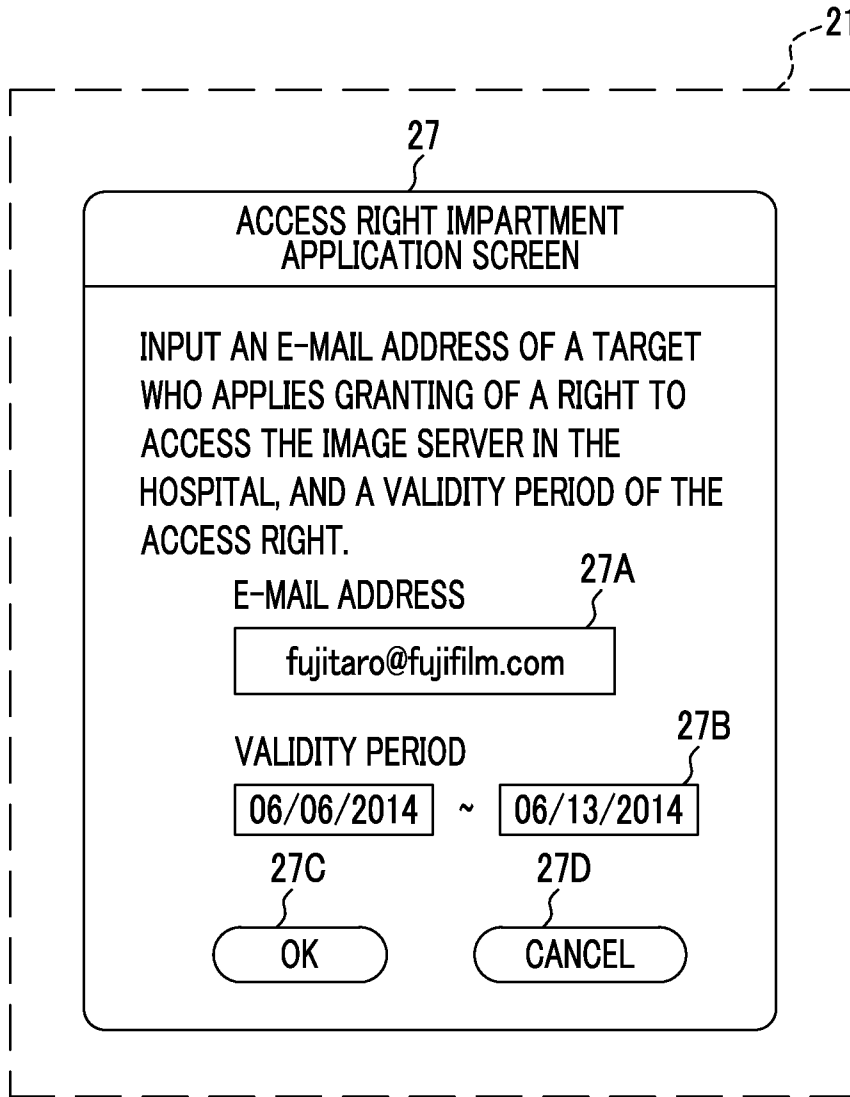 21
27
ACCESS RIGHT IMPARTMENT
APPLICATION SCREEN
INPUT AN E-MAIL ADDRESS OF A TARGET
WHO APPLIES GRANTING OF A RIGHT TO
ACCESS THE IMAGE SERVER IN THE
HOSPITAL, AND A VALIDITY PERIOD OF THE
ACCESS RIGHT.
27A
E-MAIL ADDRESS
fujitaro@fujifilm.com
27B
VALIDITY PERIOD
06/06/2014 ~ 06/13/2014
27C 27D
OK CANCEL